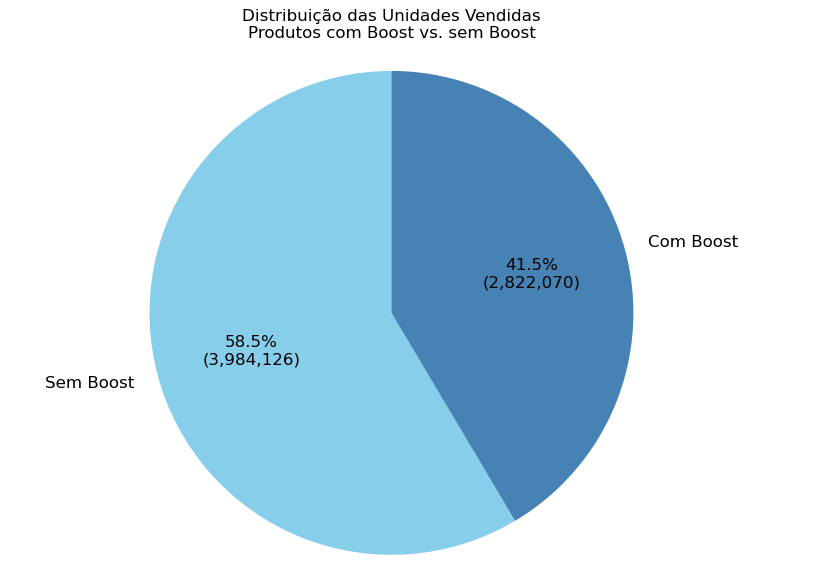 Distribuição das Unidades Vendidas
Produtos com Boost vs. sem Boost
Com Boost
41.5%
(2,822,070)
58.5%
(3,984,126)
Sem Boost